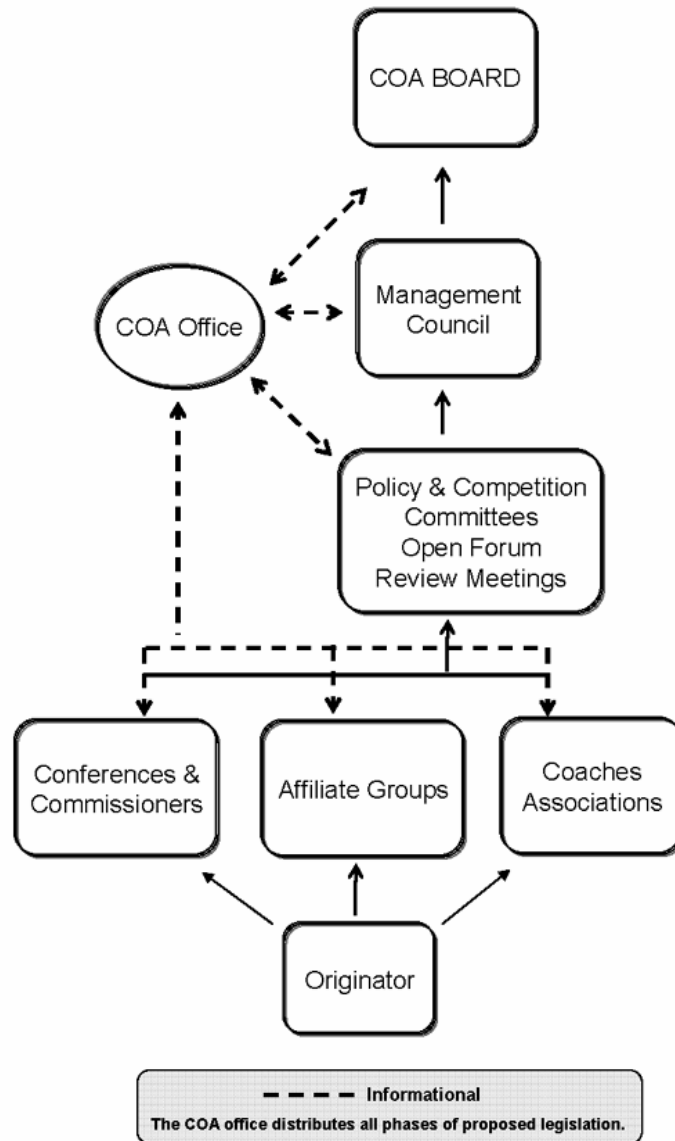 COA BOARD
Management
Council
COA Office
Policy & Competition
Committees
Open Forum
Review Meetings
Conferences &
Commissioners
Affiliate Groups
Coaches
Associations
Originator
Informational
The COA office distributes all phases of proposed legislation.